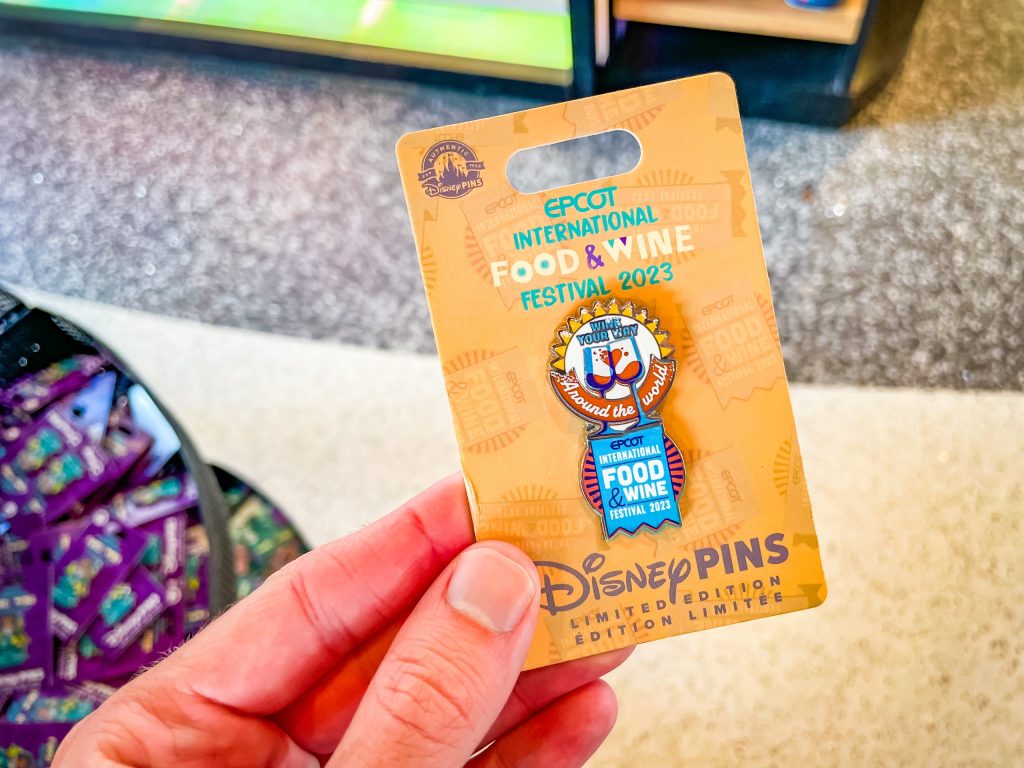 AUTHENTIC
DISNEY PINS
EPCOT
INTERNATIONAL
FOOD & WINE
FESTIVAL 2023
WINE
YOUR WAY
Around the world
EPCOT
INTERNATIONAL
FOOD
& WINE
FESTIVAL 2023
DISNEY PINS
LIMITED EDITION
ÉDITION LIMITÉE